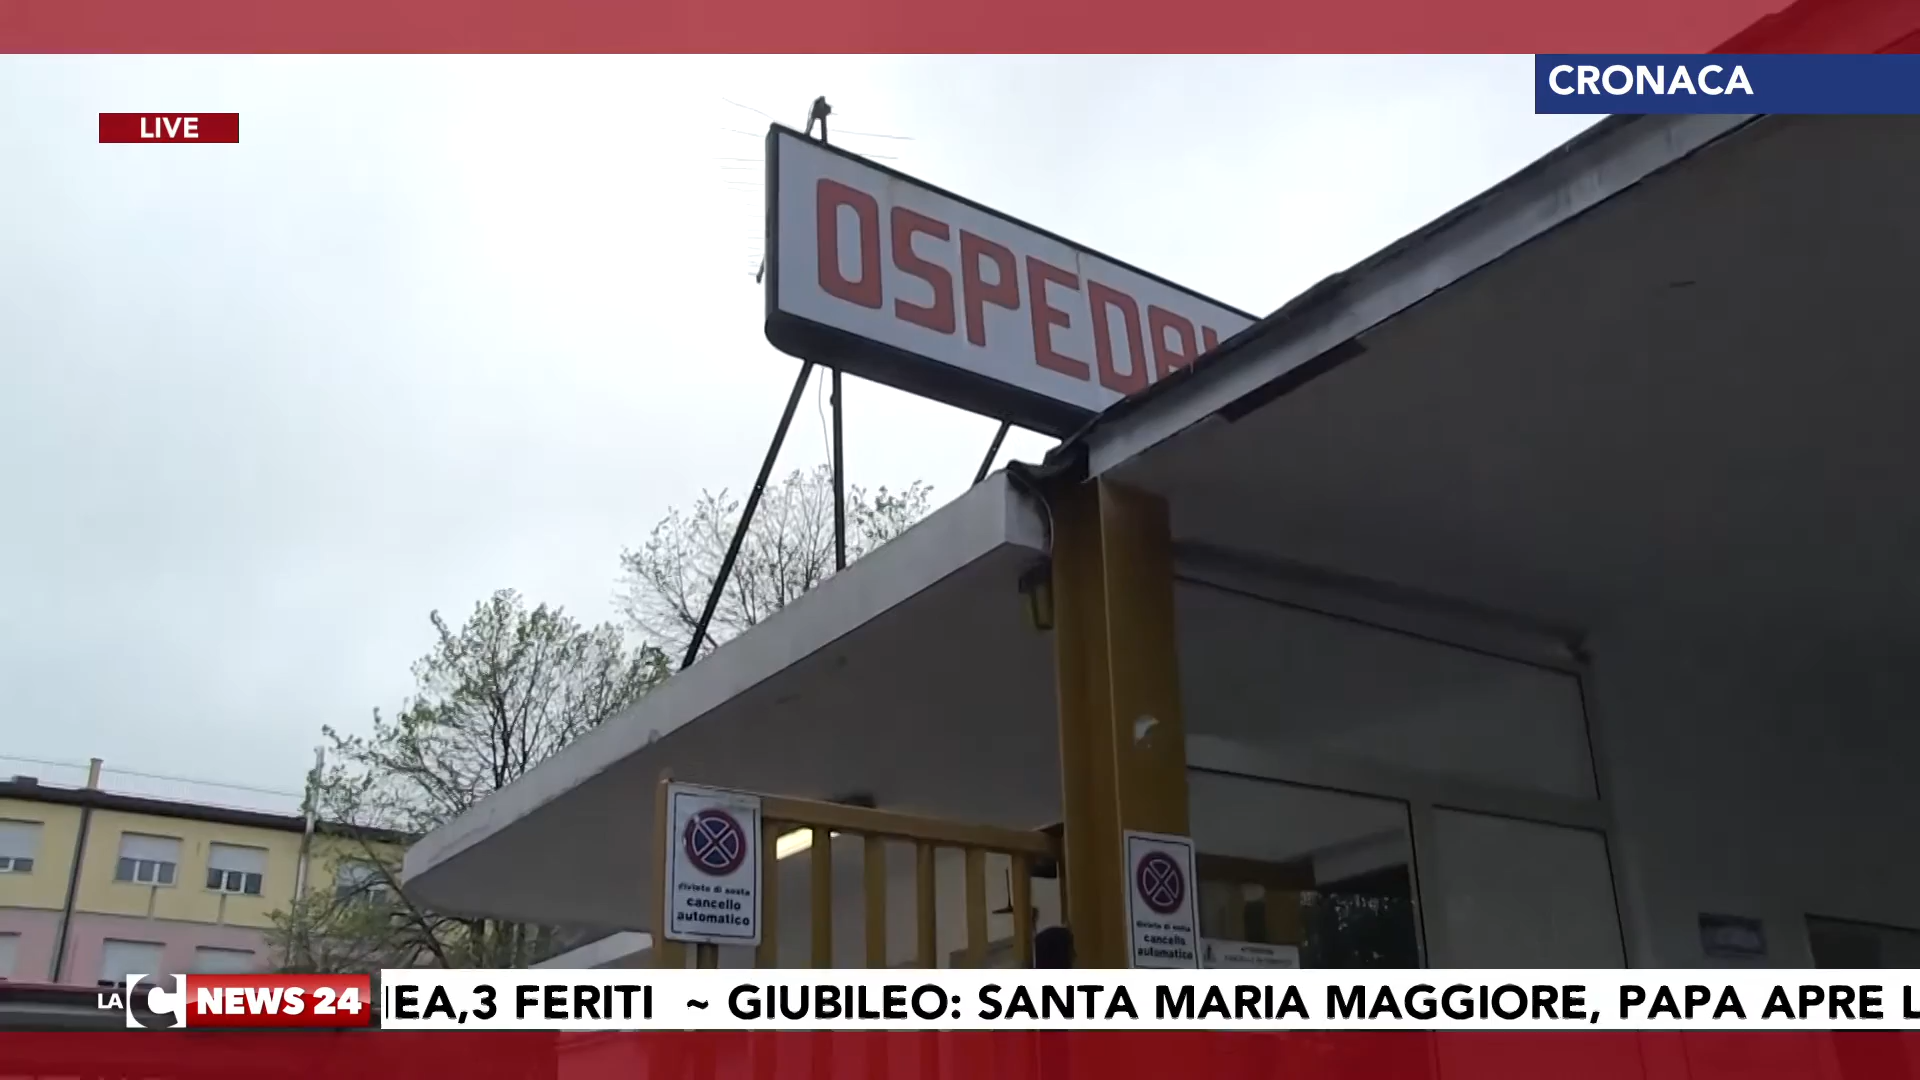 CRONACA
LIVE
OSPEDAL
divieto di sosta
cancello
automatico
divieto di sosta
cancello
automatico
LA C NEWS 24
EA,3 FERITI ~ GIUBILEO: SANTA MARIA MAGGIORE, PAPA APRE L